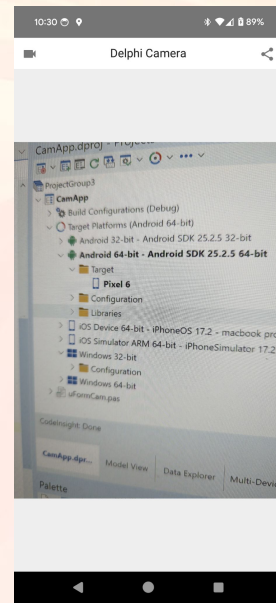 10:30
89%
Delphi Camera
CamApp.dproj - Projects
ProjectGroup3
CamApp
Build Configurations (Debug)
Target Platforms (Android 64-bit)
Android 32-bit - Android SDK 25.2.5 32-bit
Android 64-bit - Android SDK 25.2.5 64-bit
Target
Pixel 6
Configuration
Libraries
iOS Device 64-bit - iPhoneOS 17.2 - macbook pro
iOS Simulator ARM 64-bit - iPhoneSimulator 17.2
Windows 32-bit
Configuration
Windows 64-bit
uFormCam.pas
CodeInsight: Done
CamApp.dpr... Model View Data Explorer Multi-Devi
Palette